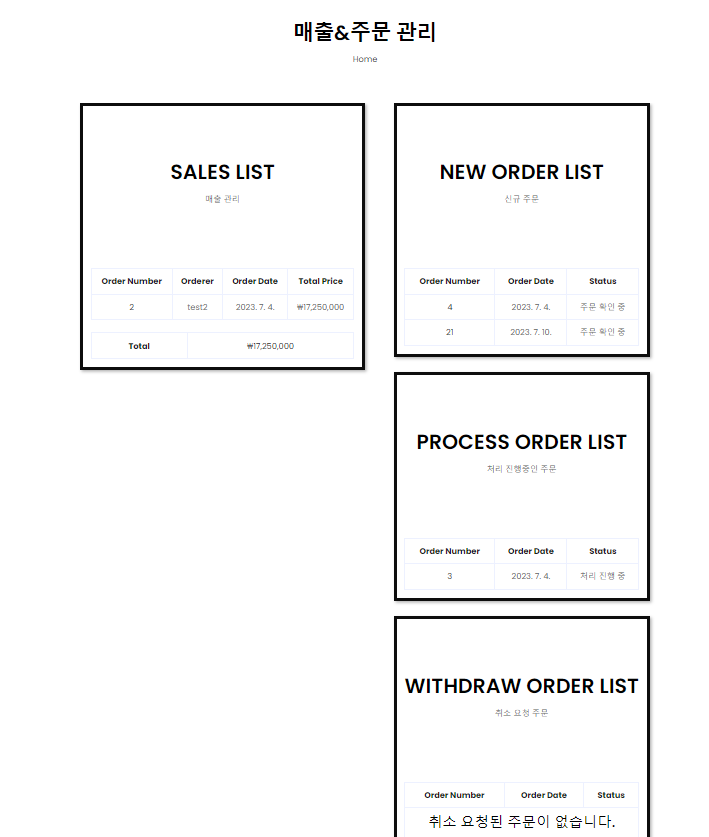 매출&주문 관리
Home
SALES LIST
매출 관리
Order Number Orderer Order Date Total Price
2 test2 2023. 7. 4. ₩17,250,000
Total ₩17,250,000
NEW ORDER LIST
신규 주문
Order Number Order Date Status
4 2023. 7. 4. 주문 확인 중
21 2023. 7. 10. 주문 확인 중
PROCESS ORDER LIST
처리 진행중인 주문
Order Number Order Date Status
3 2023. 7. 4. 처리 진행 중
WITHDRAW ORDER LIST
취소 요청 주문
Order Number Order Date Status
취소 요청된 주문이 없습니다.